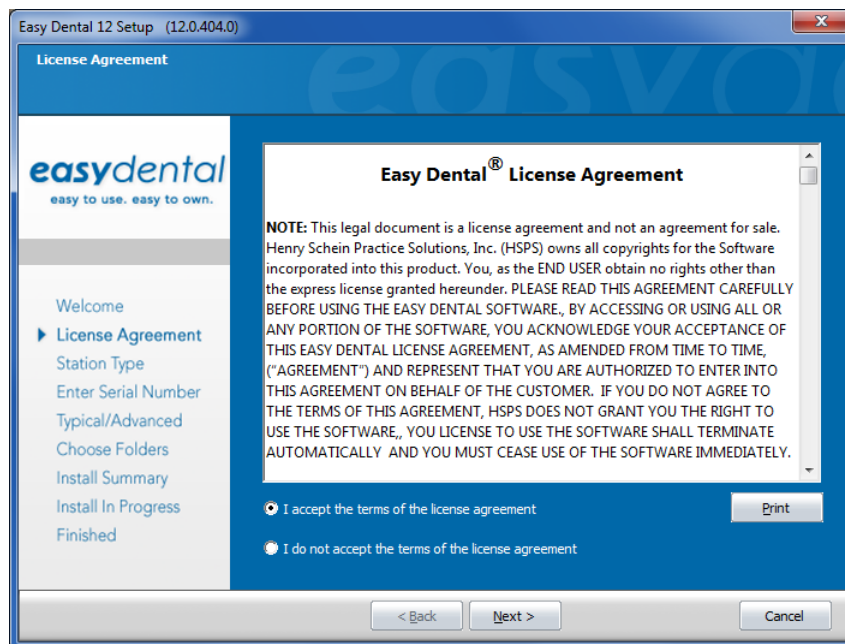 Easy Dental 12 Setup   (12.0.404.0)
License Agreement
easyd
easydental
easy to use. easy to own.
Welcome
License Agreement
Station Type
Enter Serial Number
Typical/Advanced
Choose Folders
Install Summary
Install In Progress
Finished
Easy Dental® License Agreement
NOTE: This legal document is a license agreement and not an agreement for sale.
Henry Schein Practice Solutions, Inc. (HSPS) owns all copyrights for the Software
incorporated into this product. You, as the END USER obtain no rights other than
the express license granted hereunder. PLEASE READ THIS AGREEMENT CAREFULLY
BEFORE USING THE EASY DENTAL SOFTWARE., BY ACCESSING OR USING ALL OR
ANY PORTION OF THE SOFTWARE, YOU ACKNOWLEDGE YOUR ACCEPTANCE OF
THIS EASY DENTAL LICENSE AGREEMENT, AS AMENDED FROM TIME TO TIME,
("AGREEMENT") AND REPRESENT THAT YOU ARE AUTHORIZED TO ENTER INTO
THIS AGREEMENT ON BEHALF OF THE CUSTOMER.  IF YOU DO NOT AGREE TO
THE TERMS OF THIS AGREEMENT, HSPS DOES NOT GRANT YOU THE RIGHT TO
USE THE SOFTWARE,, YOU LICENSE TO USE THE SOFTWARE SHALL TERMINATE
AUTOMATICALLY  AND YOU MUST CEASE USE OF THE SOFTWARE IMMEDIATELY.
I accept the terms of the license agreement
Print
I do not accept the terms of the license agreement
< Back
Next >
Cancel